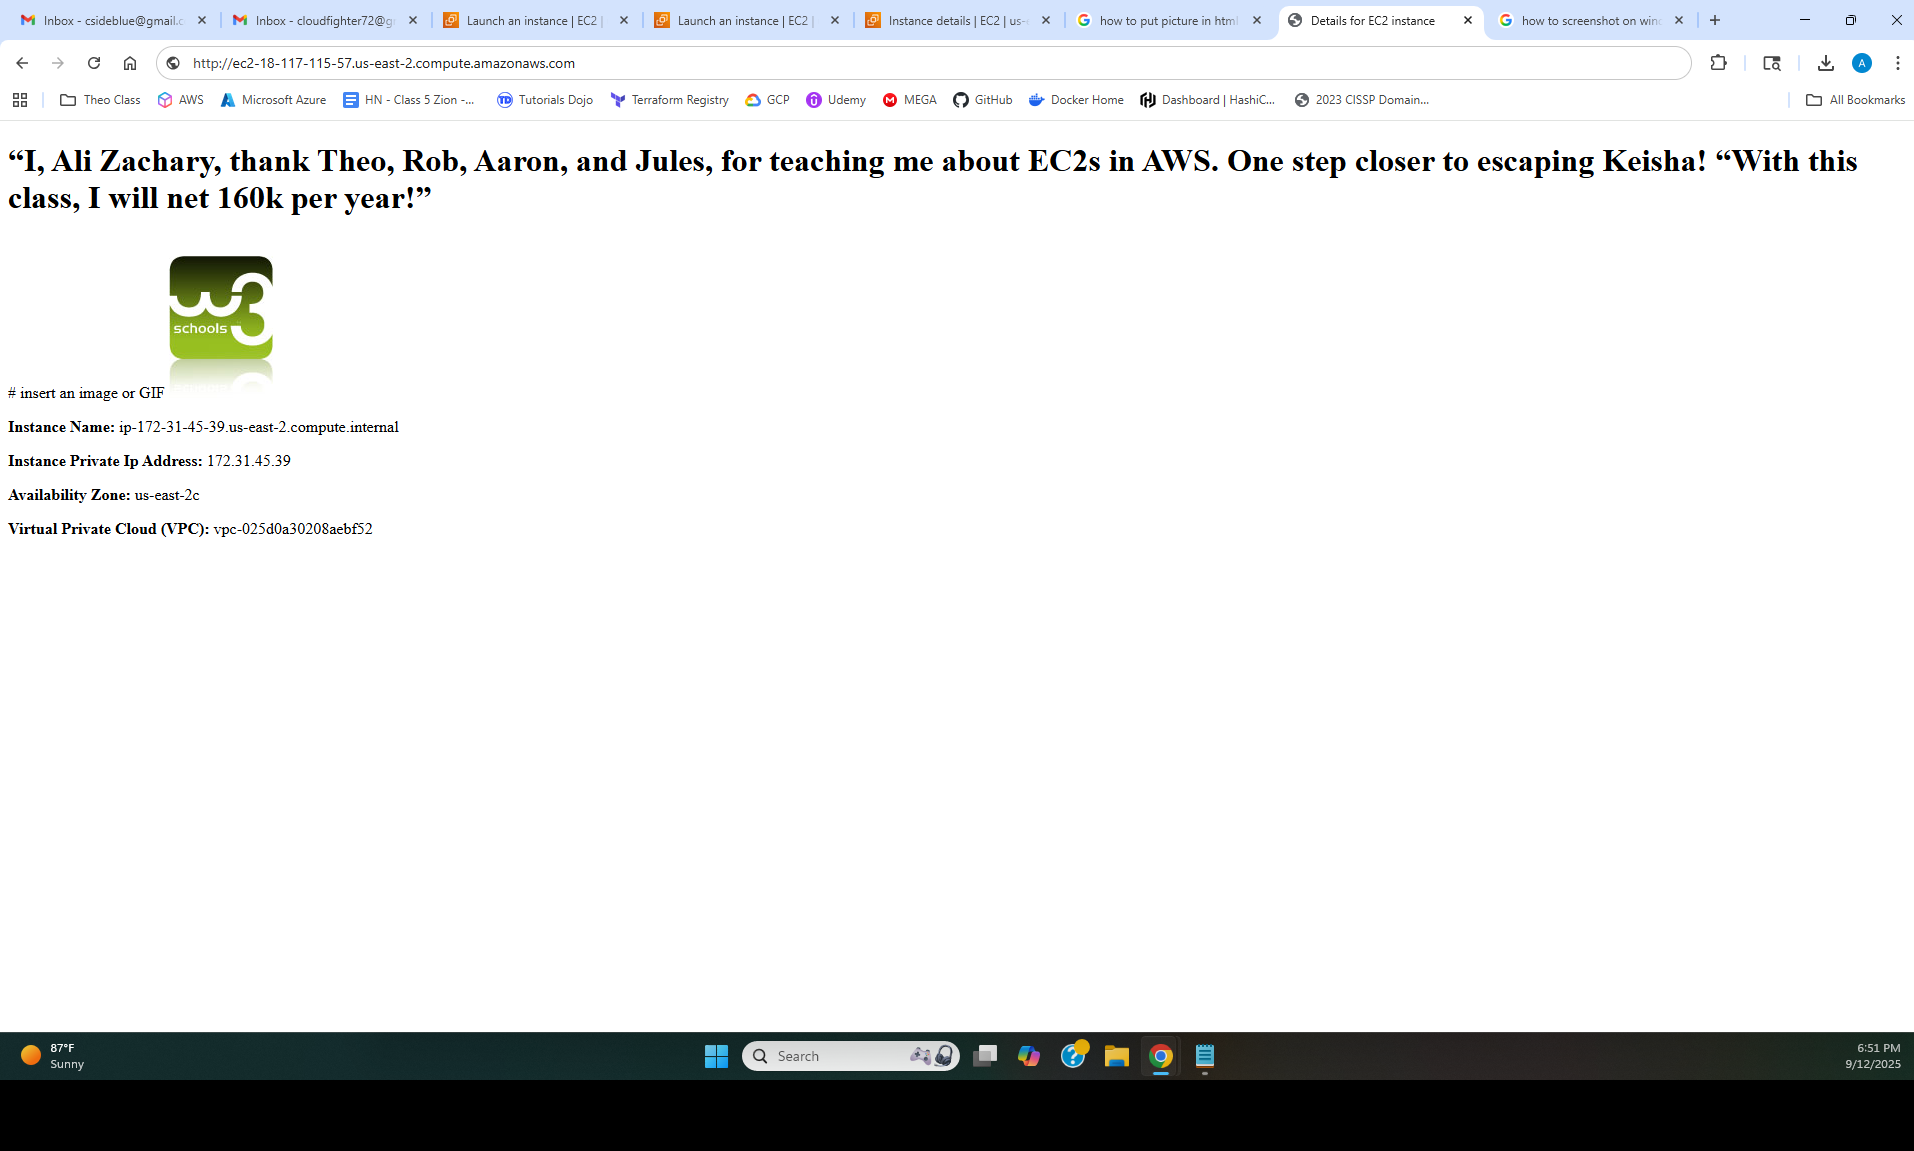 Inbox - csideblue@gmail.c
Inbox - cloudfighter72@gr
Launch an instance | EC2 |
Launch an instance | EC2 |
Instance details | EC2 | us-
how to put picture in html
Details for EC2 instance
how to screenshot on wind
http://ec2-18-117-115-57.us-east-2.compute.amazonaws.com
A
Theo Class
AWS
Microsoft Azure
HN - Class 5 Zion -...
TD
Tutorials Dojo
Terraform Registry
GCP
Udemy
MEGA
GitHub
Docker Home
Dashboard | HashiC...
2023 CISSP Domain...
All Bookmarks
“I, Ali Zachary, thank Theo, Rob, Aaron, and Jules, for teaching me about EC2s in AWS. One step closer to escaping Keisha! “With this
class, I will net 160k per year!”
w3
schools
# insert an image or GIF
Instance Name: ip-172-31-45-39.us-east-2.compute.internal
Instance Private Ip Address: 172.31.45.39
Availability Zone: us-east-2c
Virtual Private Cloud (VPC): vpc-025d0a30208aebf52
87°F
Sunny
Search
6:51 PM
9/12/2025